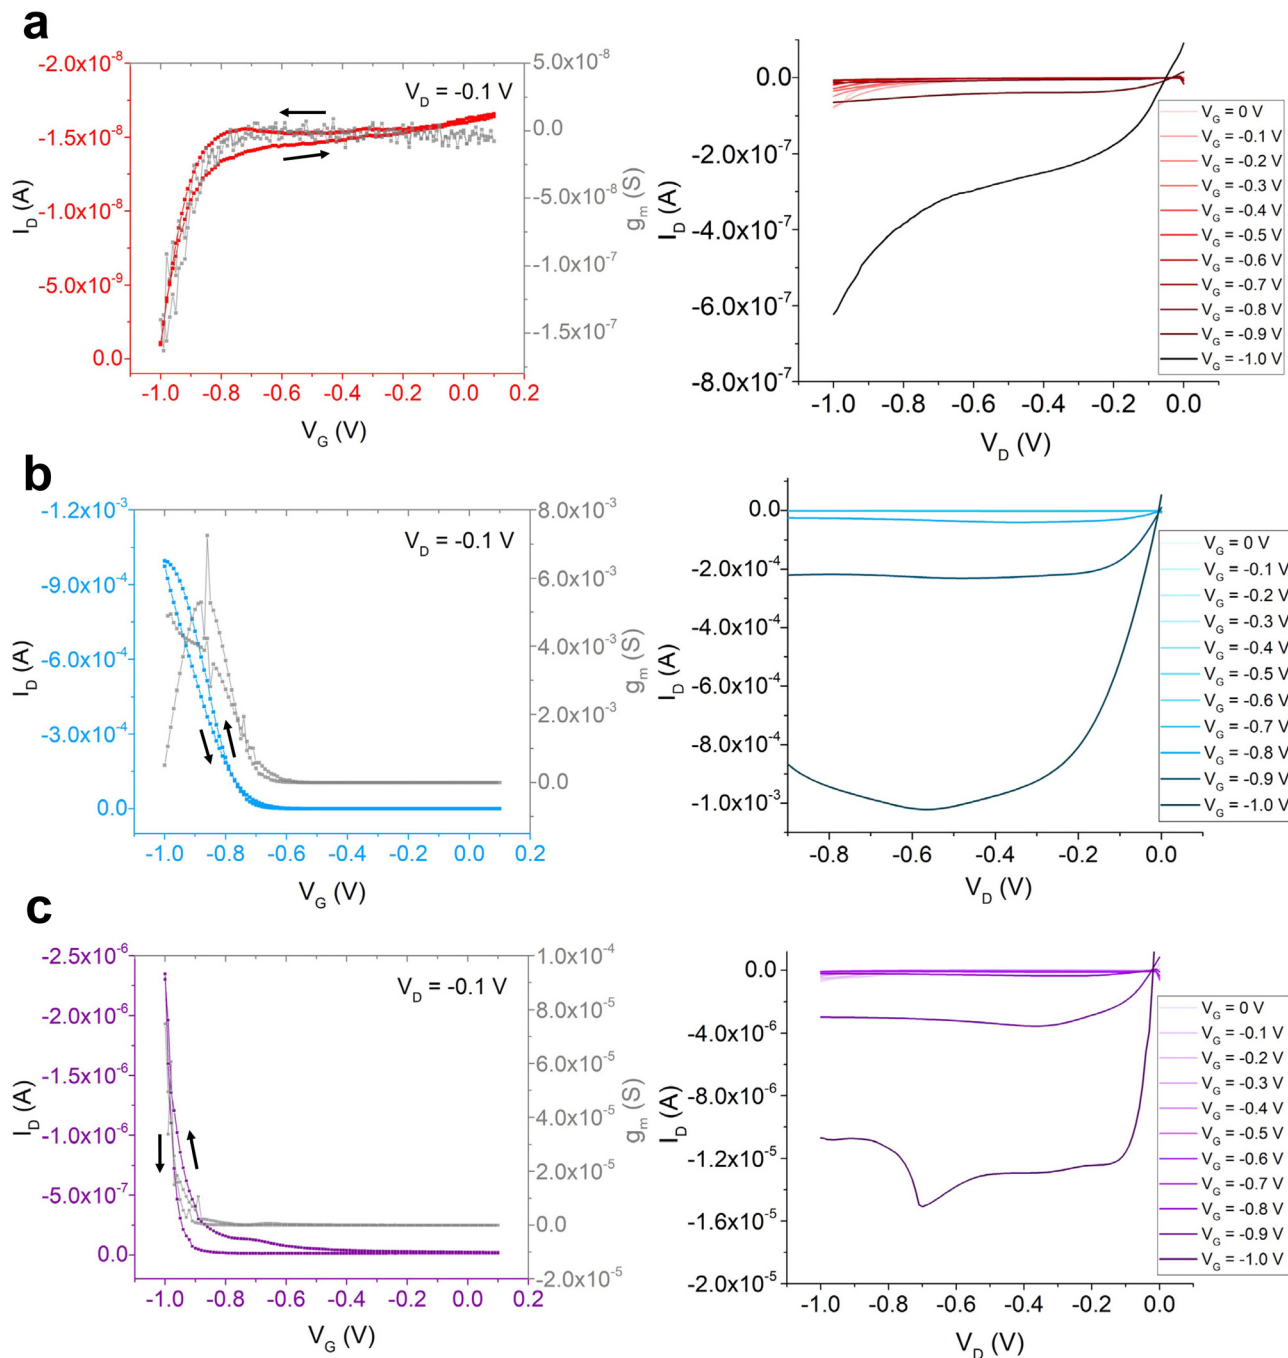 a
-2.0x10⁻⁸
-1.5x10⁻⁸
-1.0x10⁻⁸
-5.0x10⁻⁹
0.0
I_D (A)
5.0x10⁻⁸
0.0
-5.0x10⁻⁸
-1.0x10⁻⁷
-1.5x10⁻⁷
g_m (S)
V_D = -0.1 V
-1.0 -0.8 -0.6 -0.4 -0.2 0.0 0.2
V_G (V)
0.0
-2.0x10⁻⁷
-4.0x10⁻⁷
-6.0x10⁻⁷
-8.0x10⁻⁷
I_D (A)
V_G = 0 V
V_G = -0.1 V
V_G = -0.2 V
V_G = -0.3 V
V_G = -0.4 V
V_G = -0.5 V
V_G = -0.6 V
V_G = -0.7 V
V_G = -0.8 V
V_G = -0.9 V
V_G = -1.0 V
-1.0 -0.8 -0.6 -0.4 -0.2 0.0
V_D (V)
b
-1.2x10⁻³
-9.0x10⁻⁴
-6.0x10⁻⁴
-3.0x10⁻⁴
0.0
I_D (A)
8.0x10⁻³
6.0x10⁻³
4.0x10⁻³
2.0x10⁻³
0.0
g_m (S)
V_D = -0.1 V
-1.0 -0.8 -0.6 -0.4 -0.2 0.0 0.2
V_G (V)
0.0
-2.0x10⁻⁴
-4.0x10⁻⁴
-6.0x10⁻⁴
-8.0x10⁻⁴
-1.0x10⁻³
I_D (A)
V_G = 0 V
V_G = -0.1 V
V_G = -0.2 V
V_G = -0.3 V
V_G = -0.4 V
V_G = -0.5 V
V_G = -0.6 V
V_G = -0.7 V
V_G = -0.8 V
V_G = -0.9 V
V_G = -1.0 V
-0.8 -0.6 -0.4 -0.2 0.0
V_D (V)
c
-2.5x10⁻⁶
-2.0x10⁻⁶
-1.5x10⁻⁶
-1.0x10⁻⁶
-5.0x10⁻⁷
0.0
I_D (A)
1.0x10⁻⁴
8.0x10⁻⁵
6.0x10⁻⁵
4.0x10⁻⁵
2.0x10⁻⁵
0.0
-2.0x10⁻⁵
g_m (S)
V_D = -0.1 V
-1.0 -0.8 -0.6 -0.4 -0.2 0.0 0.2
V_G (V)
0.0
-4.0x10⁻⁶
-8.0x10⁻⁶
-1.2x10⁻⁵
-1.6x10⁻⁵
-2.0x10⁻⁵
I_D (A)
V_G = 0 V
V_G = -0.1 V
V_G = -0.2 V
V_G = -0.3 V
V_G = -0.4 V
V_G = -0.5 V
V_G = -0.6 V
V_G = -0.7 V
V_G = -0.8 V
V_G = -0.9 V
V_G = -1.0 V
-1.0 -0.8 -0.6 -0.4 -0.2 0.0
V_D (V)